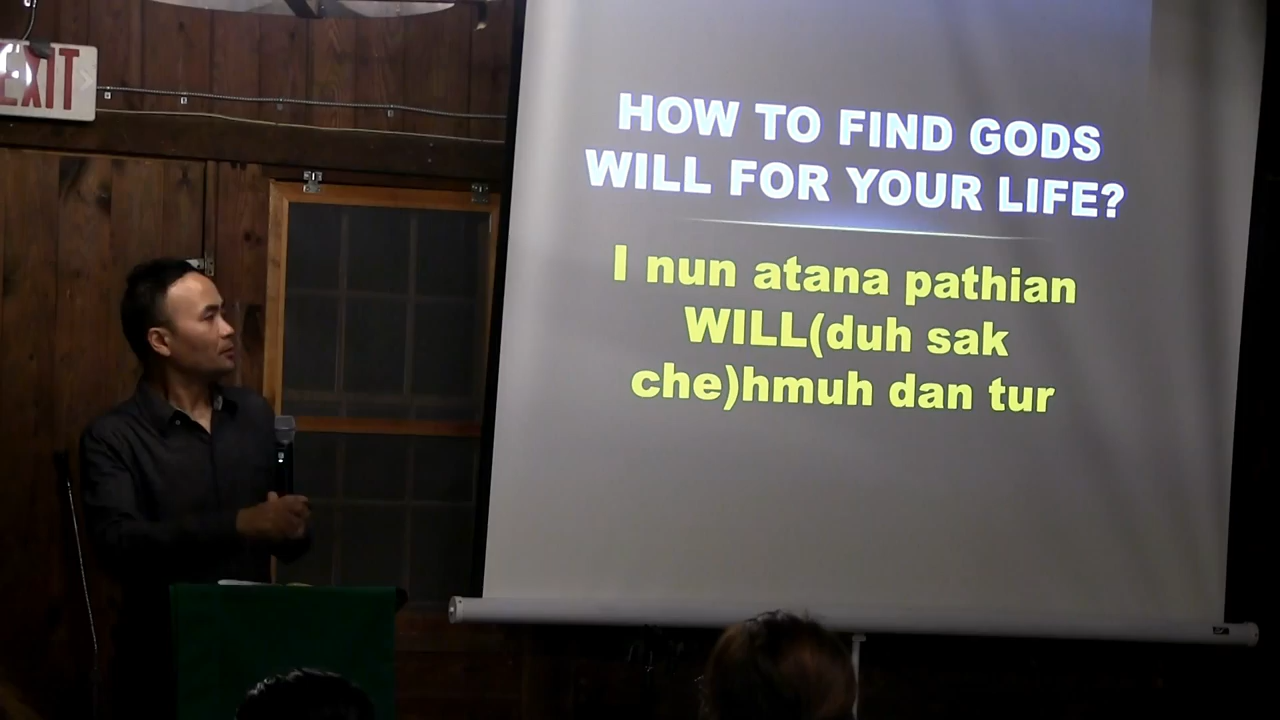 EXIT
HOW TO FIND GODS
WILL FOR YOUR LIFE?
I nun atana pathian
WILL(duh sak
che)hmuh dan tur